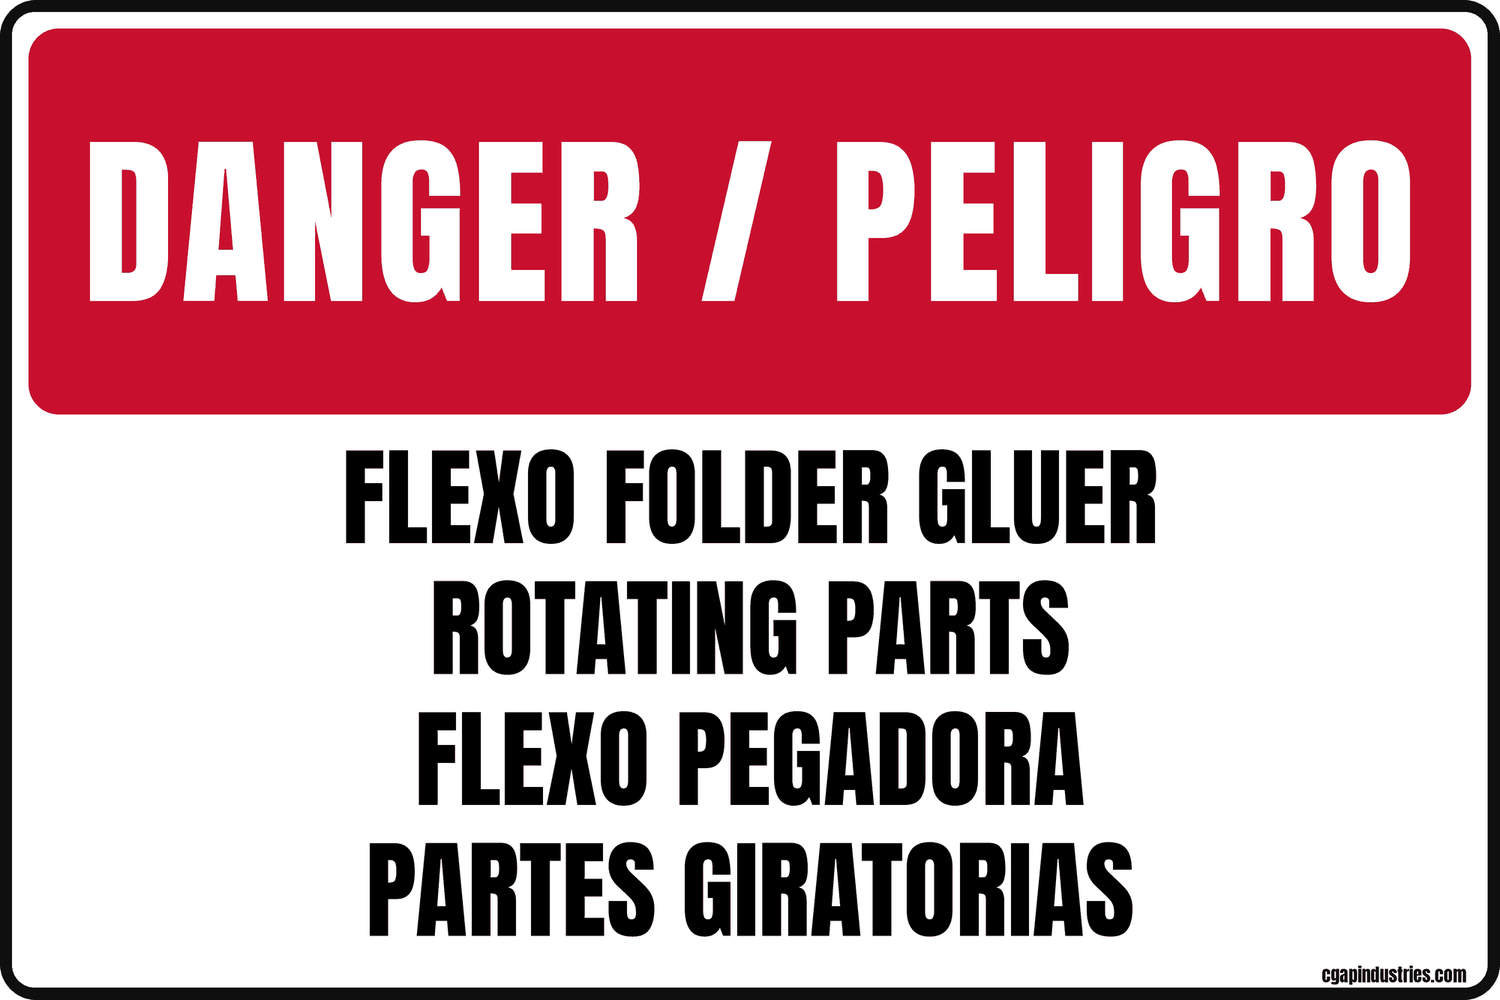 DANGER / PELIGRO
FLEXO FOLDER GLUER
ROTATING PARTS
FLEXO PEGADORA
PARTES GIRATORIAS
cgapindustries.com